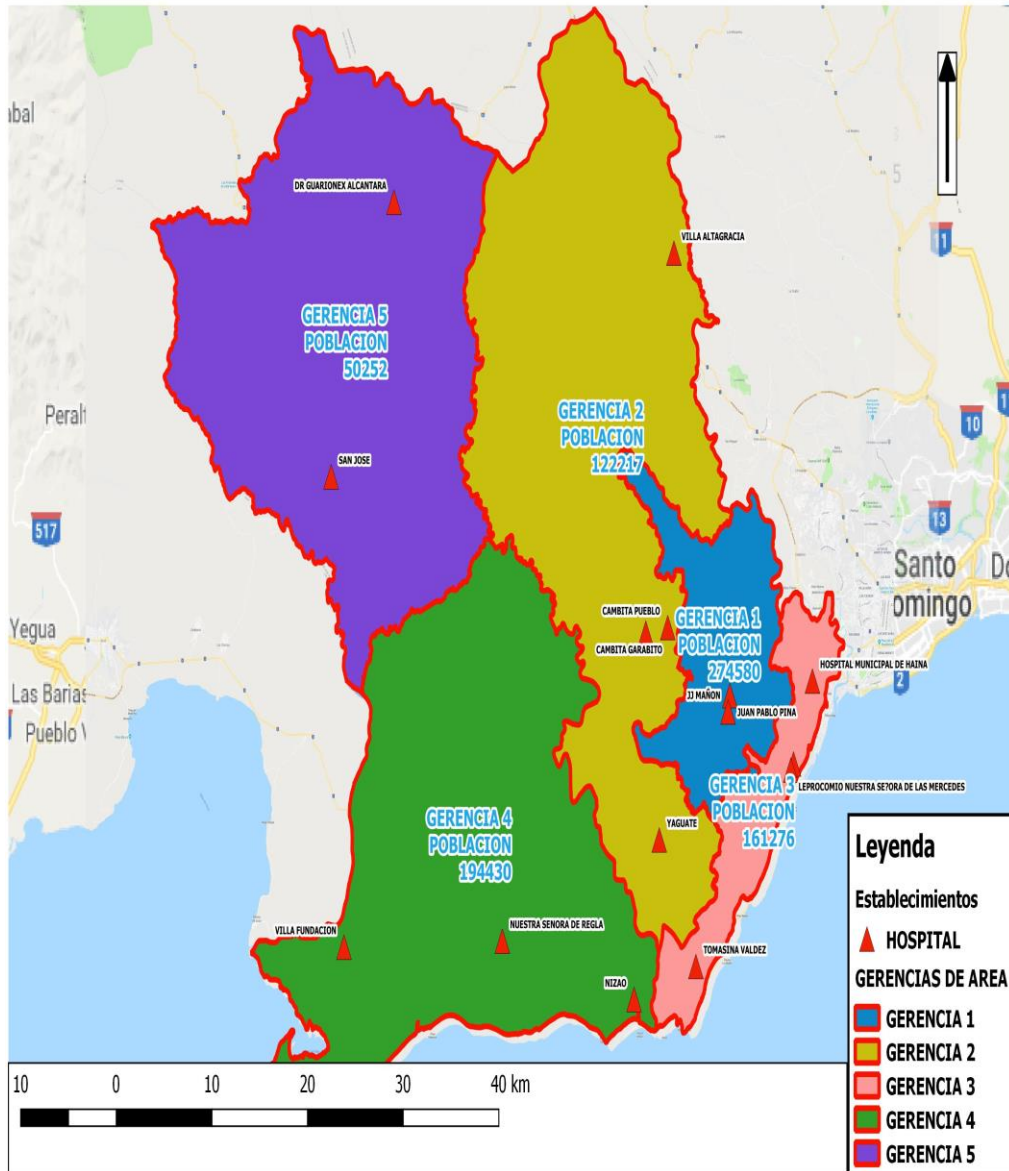 abal
11
DR GUARIONEX ALCANTARA
VILLA ALTAGRACIA
GERENCIA 5
POBLACION
50252
GERENCIA 2
POBLACION
122217
Peralt
10
SAN JOSE
517
13
Santo
omingo
Do
Yegua
CAMBITA PUEBLO
CAMBITA GARABITO
GERENCIA 1
POBLACION
274580
HOSPITAL MUNICIPAL DE HAINA
2
Las Barias
Pueblo V
JJ MAÑON
JUAN PABLO PINA
GERENCIA 3
POBLACION
161276
LEPROCOMIO NUESTRA SE?ORA DE LAS MERCEDES
GERENCIA 4
POBLACION
194430
YAGUATE
VILLA FUNDACION
NUESTRA SENORA DE REGLA
TOMASINA VALDEZ
NIZAO
Leyenda
Establecimientos
HOSPITAL
GERENCIAS DE AREA
GERENCIA 1
GERENCIA 2
GERENCIA 3
GERENCIA 4
GERENCIA 5
10 0 10 20 30 40 km